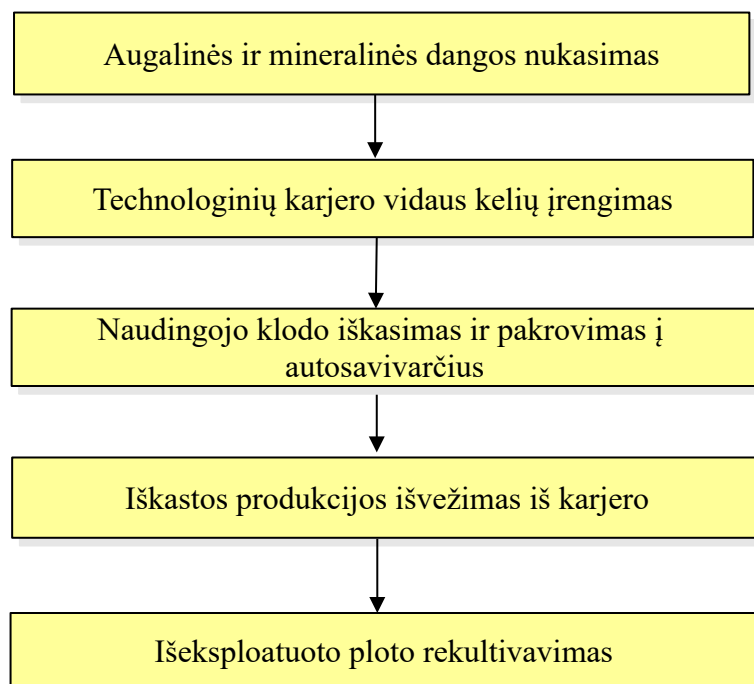 Augalinės ir mineralinės dangos nukasimas
Technologinių karjero vidaus kelių įrengimas
Naudingojo klodo iškasimas ir pakrovimas į
autosavivarčius
Iškastos produkcijos išvežimas iš karjero
Išeksploatuoto ploto rekultivavimas